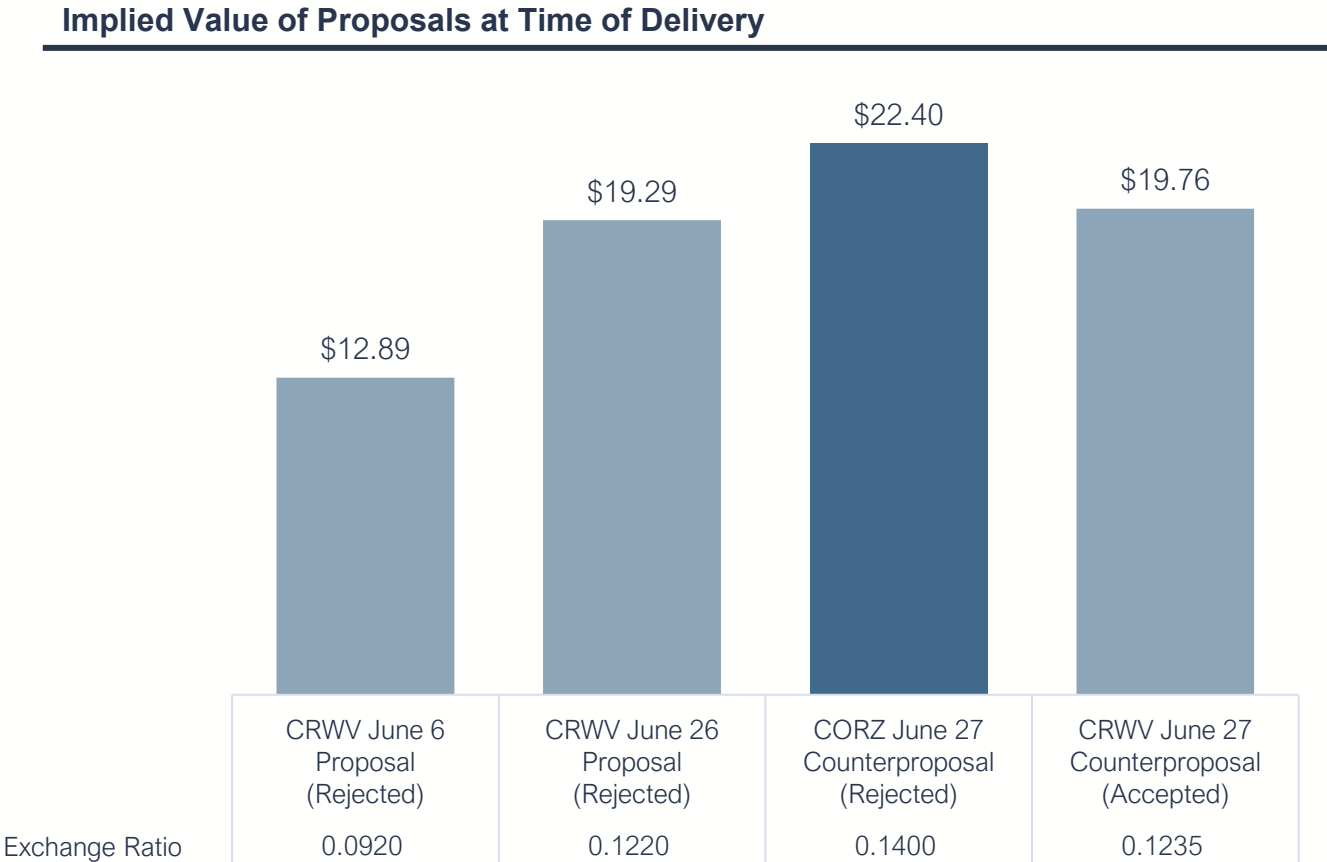 Implied Value of Proposals at Time of Delivery
$12.89
$19.29
$22.40
$19.76
CRWV June 6
Proposal
(Rejected)
CRWV June 26
Proposal
(Rejected)
CORZ June 27
Counterproposal
(Rejected)
CRWV June 27
Counterproposal
(Accepted)
Exchange Ratio 0.0920 0.1220 0.1400 0.1235